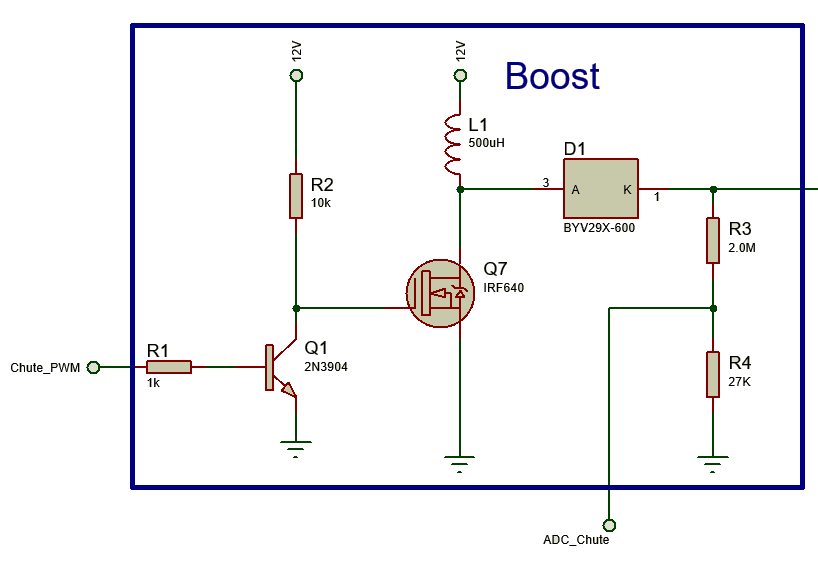 12V
12V
Boost
L1
500uH
D1
3
A
K
1
BYV29X-600
R2
10k
R3
2.0M
Q7
IRF640
R1
1k
Chute_PWM
Q1
2N3904
R4
27K
ADC_Chute